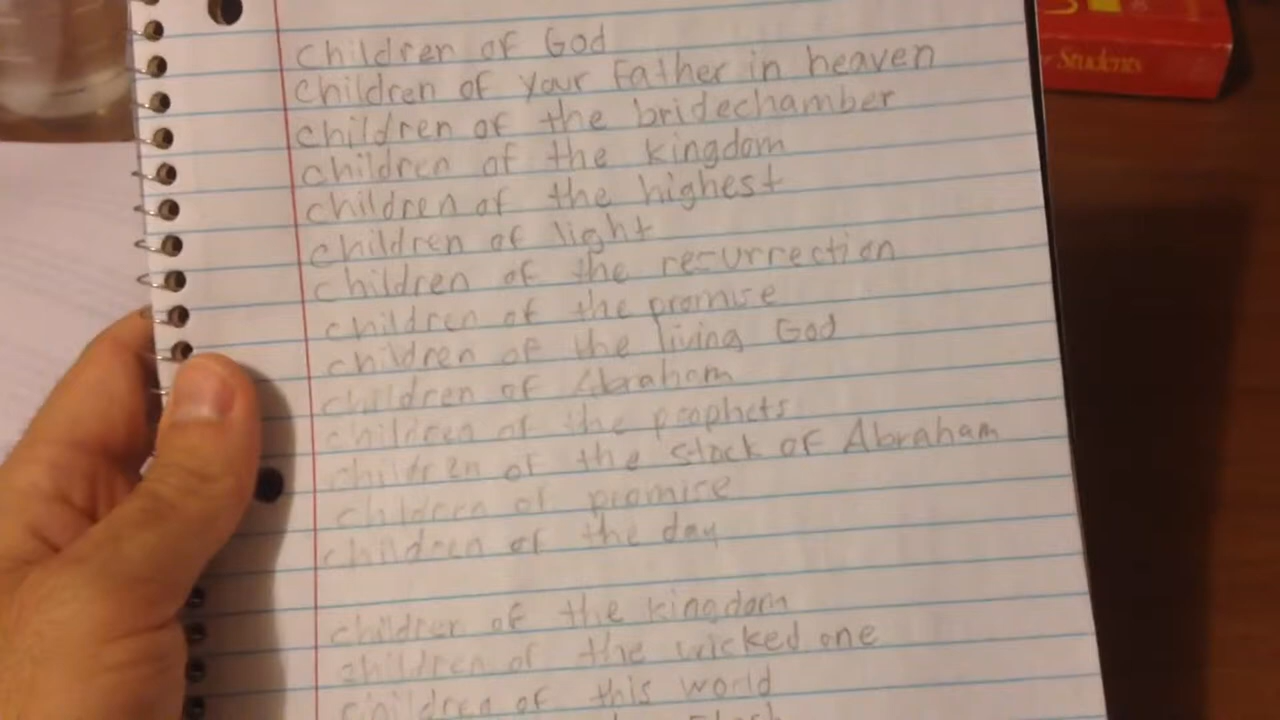 children of God
children of your Father in heaven
children of the bridechamber
children of the kingdom
children of the highest
children of light
children of the resurrection
children of the promise
children of the living God
children of Abraham
children of the prophets
children of the stock of Abraham
children of promise
children of the day
children of the kingdom
children of the wicked one
children of this world
Students